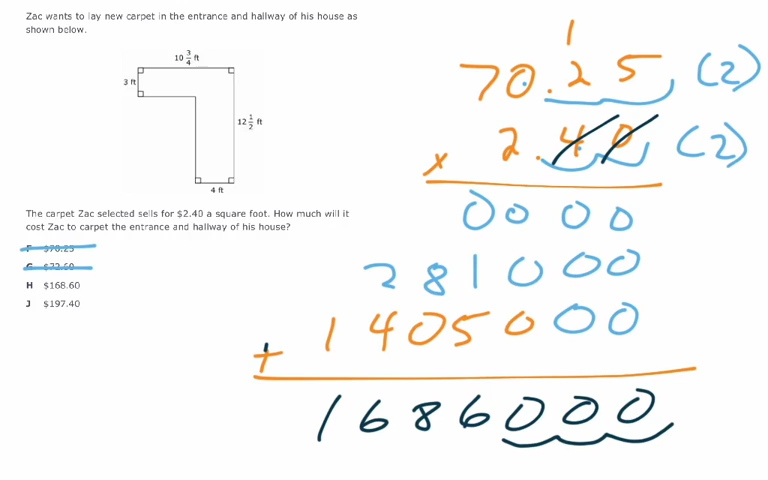 Zac wants to lay new carpet in the entrance and hallway of his house as
shown below.
10 3/4 ft
3 ft
12 1/2 ft
4 ft
The carpet Zac selected sells for $2.40 a square foot. How much will it
cost Zac to carpet the entrance and hallway of his house?
F $70.25
G $72.60
H $168.60
J $197.40
1
70.25 (2)
x 2.40 (2)
0000
281000
1405000
+
1686000